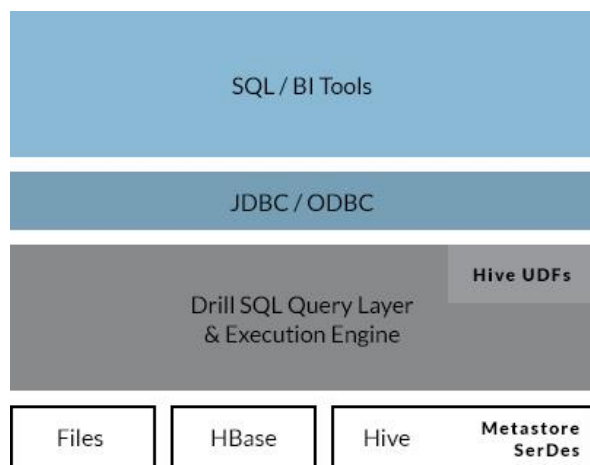 SQL / BI Tools
JDBC / ODBC
Hive UDFs
Drill SQL Query Layer
& Execution Engine
Files
HBase
Hive
Metastore
SerDes